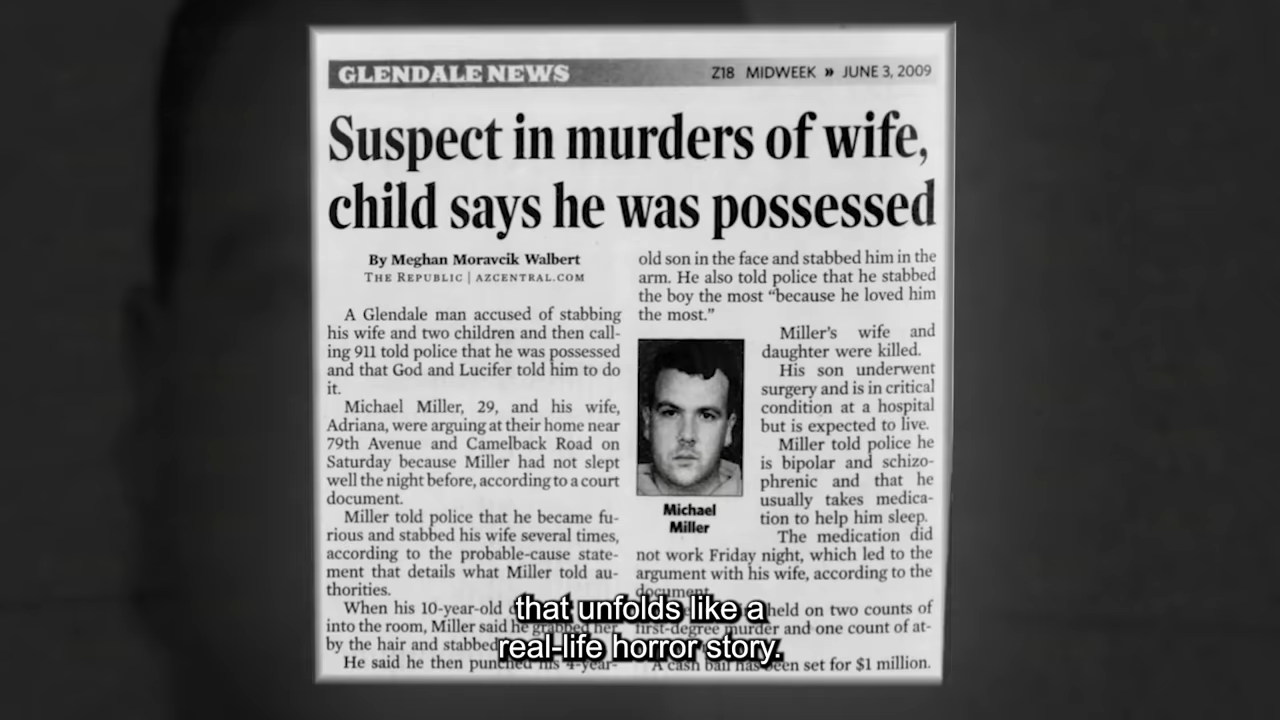 GLENDALE NEWS
Z18 MIDWEEK » JUNE 3, 2009
Suspect in murders of wife,
child says he was possessed
By Meghan Moravcik Walbert
THE REPUBLIC | AZCENTRAL.COM
A Glendale man accused of stabbing
his wife and two children and then call-
ing 911 told police that he was possessed
and that God and Lucifer told him to do
it.
Michael Miller, 29, and his wife,
Adriana, were arguing at their home near
79th Avenue and Camelback Road on
Saturday because Miller had not slept
well the night before, according to a court
document.
Miller told police that he became fu-
rious and stabbed his wife several times,
according to the probable-cause state-
ment that details what Miller told au-
thorities.
When his 10-year-old
into the room, Miller said he grabbed her
by the hair and stabbed
He said he then punched his 4-year-
old son in the face and stabbed him in the
arm. He also told police that he stabbed
the boy the most “because he loved him
the most.”
Miller’s wife and
daughter were killed.
His son underwent
surgery and is in critical
condition at a hospital
but is expected to live.
Miller told police he
is bipolar and schizo-
phrenic and that he
usually takes medica-
tion to help him sleep.
The medication did
not work Friday night, which led to the
argument with his wife, according to the
document.
held on two counts of
first-degree murder and one count of at-
A cash bail has been set for $1 million.
Michael
Miller
that unfolds like a
real-life horror story.